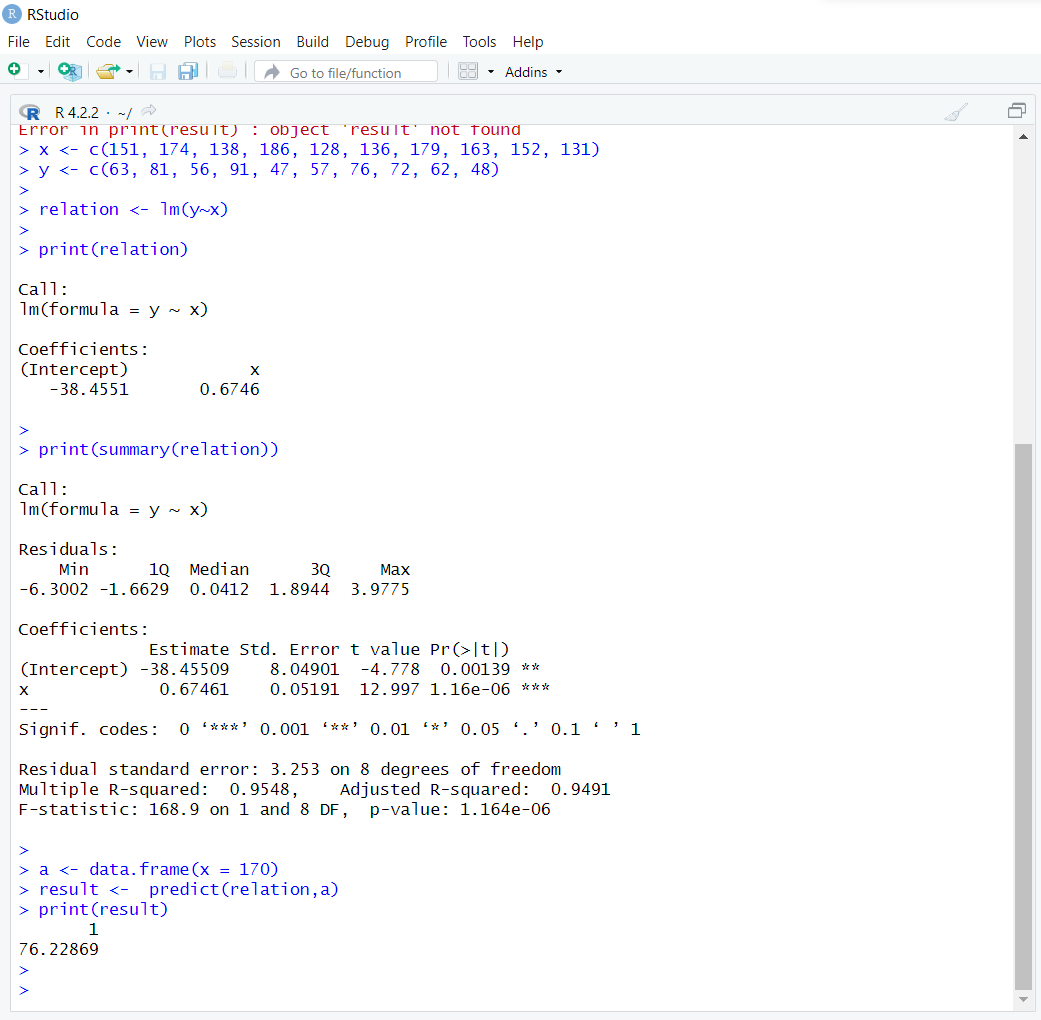 RStudio
File Edit Code View Plots Session Build Debug Profile Tools Help
Go to file/function Addins
R 4.2.2 · ~/
Error in print(result) : object 'result' not found
> x <- c(151, 174, 138, 186, 128, 136, 179, 163, 152, 131)
> y <- c(63, 81, 56, 91, 47, 57, 76, 72, 62, 48)
>
> relation <- lm(y~x)
>
> print(relation)

Call:
lm(formula = y ~ x)

Coefficients:
(Intercept)            x
   -38.4551       0.6746

>
> print(summary(relation))

Call:
lm(formula = y ~ x)

Residuals:
    Min      1Q  Median      3Q     Max
-6.3002 -1.6629  0.0412  1.8944  3.9775

Coefficients:
             Estimate Std. Error t value Pr(>|t|)
(Intercept) -38.45509    8.04901  -4.778  0.00139 **
x             0.67461    0.05191  12.997 1.16e-06 ***
---
Signif. codes:  0 ‘***’ 0.001 ‘**’ 0.01 ‘*’ 0.05 ‘.’ 0.1 ‘ ’ 1

Residual standard error: 3.253 on 8 degrees of freedom
Multiple R-squared:  0.9548,    Adjusted R-squared:  0.9491
F-statistic: 168.9 on 1 and 8 DF,  p-value: 1.164e-06

>
> a <- data.frame(x = 170)
> result <-  predict(relation,a)
> print(result)
       1
76.22869
>
>